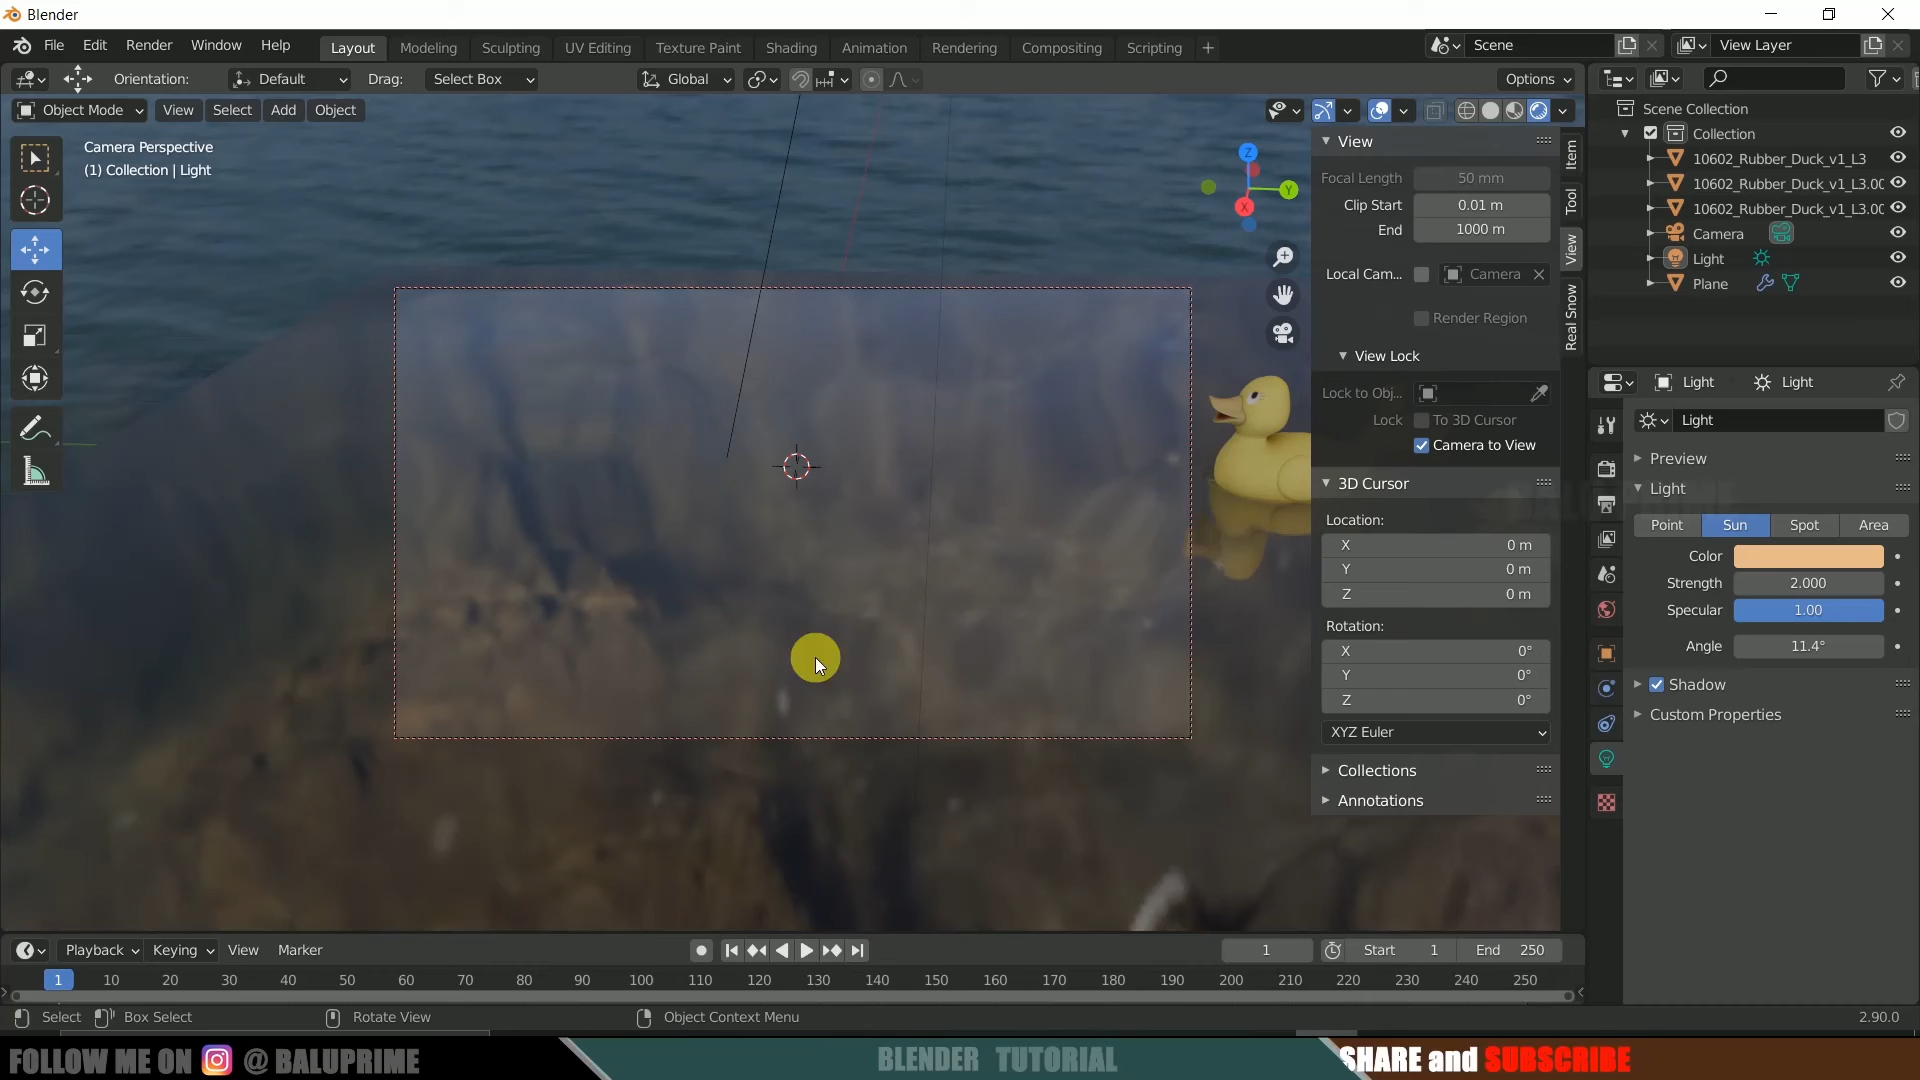 Blender
File Edit Render Window Help Layout Modeling Sculpting UV Editing Texture Paint Shading Animation Rendering Compositing Scripting + Scene View Layer
Orientation: Default Drag: Select Box Global Options
Object Mode View Select Add Object
Camera Perspective
(1) Collection | Light
Z
Y
X
View
Focal Length 50 mm
Clip Start 0.01 m
End 1000 m
Local Cam... Camera
Render Region
View Lock
Lock to Obj...
Lock To 3D Cursor
Camera to View
3D Cursor
Location:
X 0 m
Y 0 m
Z 0 m
Rotation:
X 0°
Y 0°
Z 0°
XYZ Euler
Collections
Annotations
Item
Tool
View
Real Snow
Scene Collection
Collection
10602_Rubber_Duck_v1_L3
10602_Rubber_Duck_v1_L3.00
10602_Rubber_Duck_v1_L3.00
Camera
Light
Plane
Light Light
Light
Preview
Light
Point Sun Spot Area
Color
Strength 2.000
Specular 1.00
Angle 11.4°
Shadow
Custom Properties
Playback Keying View Marker 1 Start 1 End 250
1 10 20 30 40 50 60 70 80 90 100 110 120 130 140 150 160 170 180 190 200 210 220 230 240 250
Select Box Select Rotate View Object Context Menu 2.90.0
FOLLOW ME ON @ BALUPRIME BLENDER TUTORIAL SHARE and SUBSCRIBE